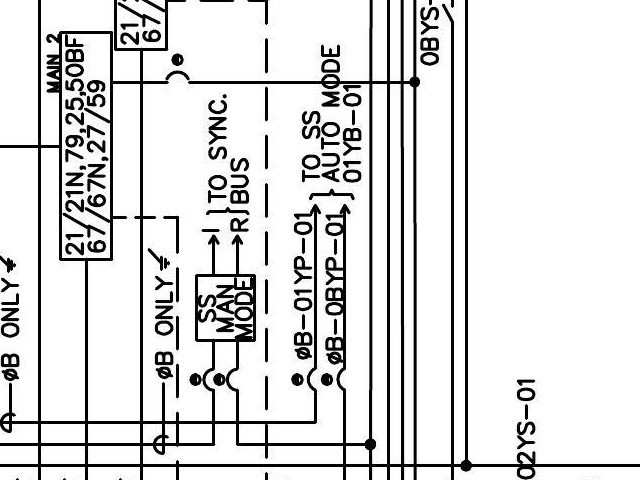 21/2
67/
MAIN 2
21/21N,79,25,50BF
67/67N,27/59
øB ONLY
øB ONLY
I
R
TO SYNC.
BUS
SS
MAN
MODE
TO SS
AUTO MODE
01YB-01
øB-01YP-01
øB-0BYP-01
0BYS-
02YS-01